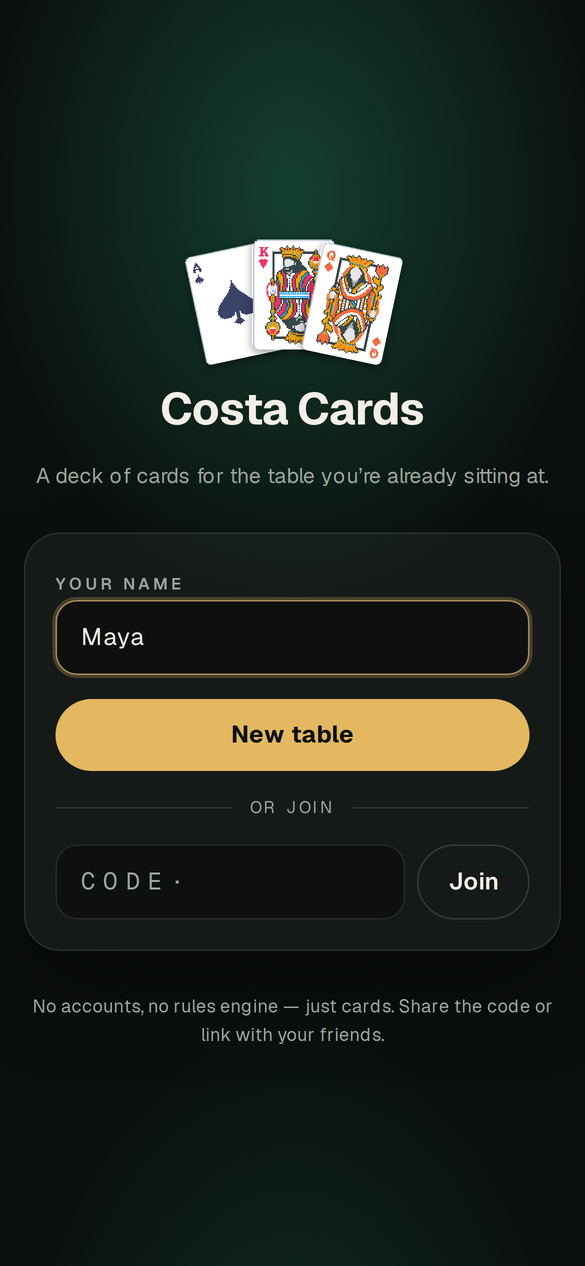 A
K
Q
Q
Costa Cards
A deck of cards for the table you’re already sitting at.
YOUR NAME
Maya
New table
OR JOIN
CODE·
Join
No accounts, no rules engine — just cards. Share the code or
link with your friends.